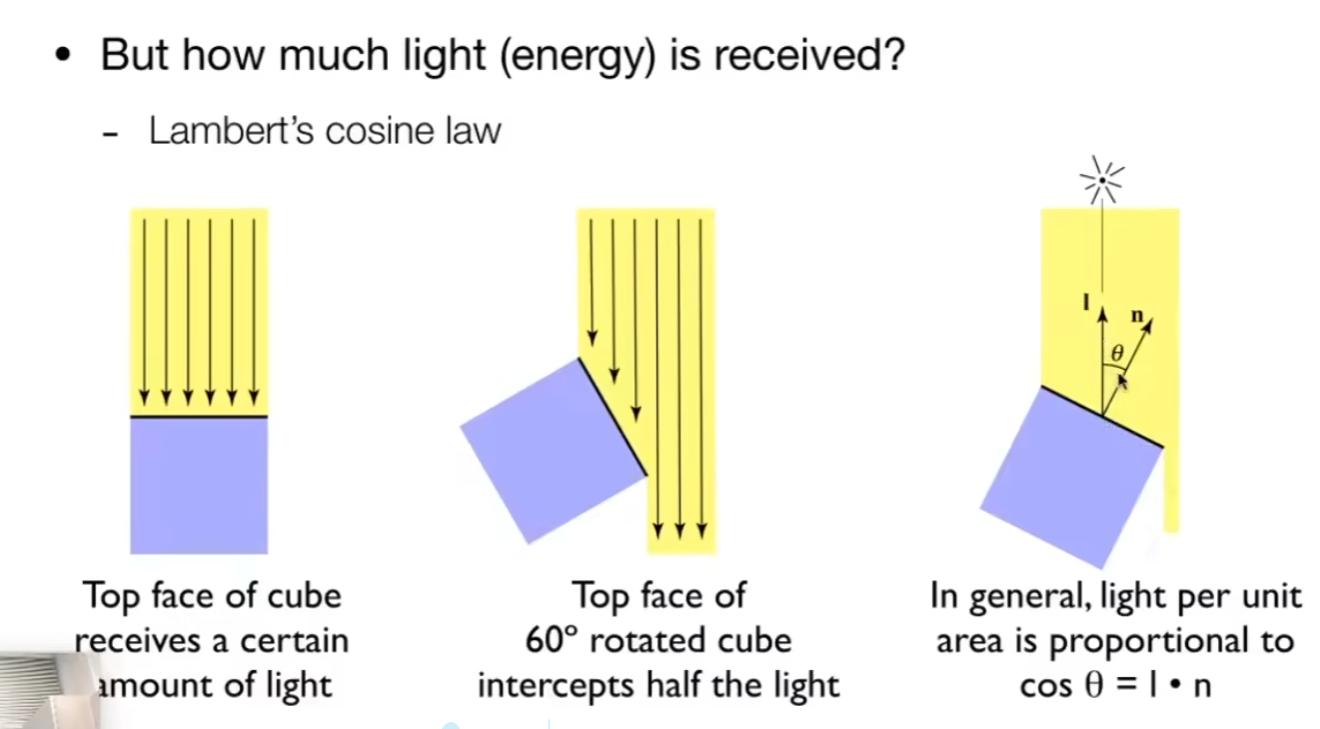 • But how much light (energy) is received?
- Lambert's cosine law
l
n
θ
Top face of cube
receives a certain
amount of light
Top face of
60º rotated cube
intercepts half the light
In general, light per unit
area is proportional to
cos θ = l • n